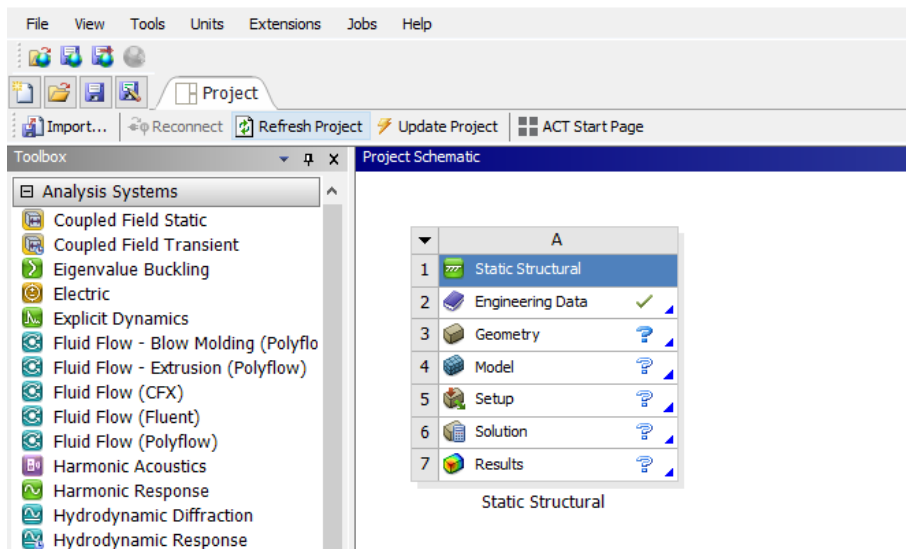 File View Tools Units Extensions Jobs Help
Project
Import... Reconnect Refresh Project Update Project ACT Start Page
Toolbox
Project Schematic
Analysis Systems
Coupled Field Static
Coupled Field Transient
Eigenvalue Buckling
Electric
Explicit Dynamics
Fluid Flow - Blow Molding (Polyflo
Fluid Flow - Extrusion (Polyflow)
Fluid Flow (CFX)
Fluid Flow (Fluent)
Fluid Flow (Polyflow)
Harmonic Acoustics
Harmonic Response
Hydrodynamic Diffraction
Hydrodynamic Response
A
1 Static Structural
2 Engineering Data
3 Geometry ?
4 Model ?
5 Setup ?
6 Solution ?
7 Results ?
Static Structural